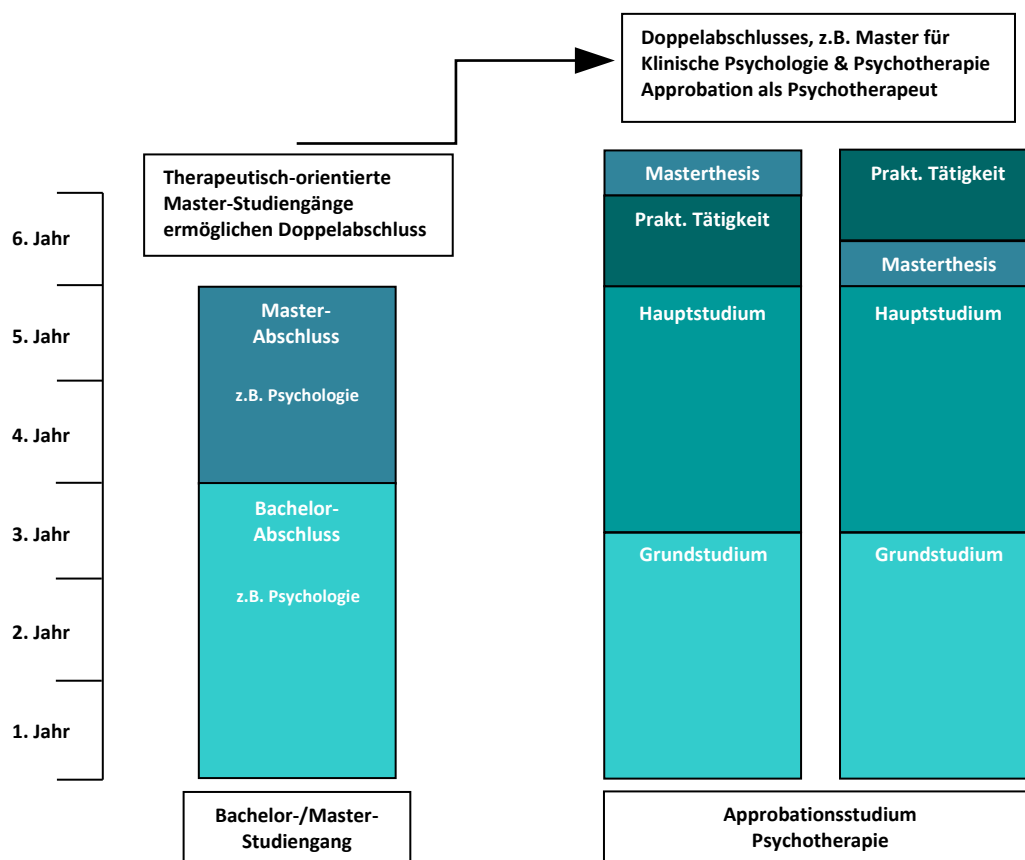 Doppelabschlusses, z.B. Master für
Klinische Psychologie & Psychotherapie
Approbation als Psychotherapeut
Therapeutisch-orientierte
Master-Studiengänge
ermöglichen Doppelabschluss
6. Jahr
5. Jahr
4. Jahr
3. Jahr
2. Jahr
1. Jahr
Master-
Abschluss
z.B. Psychologie
Bachelor-
Abschluss
z.B. Psychologie
Bachelor-/Master-
Studiengang
Masterthesis
Prakt. Tätigkeit
Hauptstudium
Grundstudium
Prakt. Tätigkeit
Masterthesis
Hauptstudium
Grundstudium
Approbationsstudium
Psychotherapie